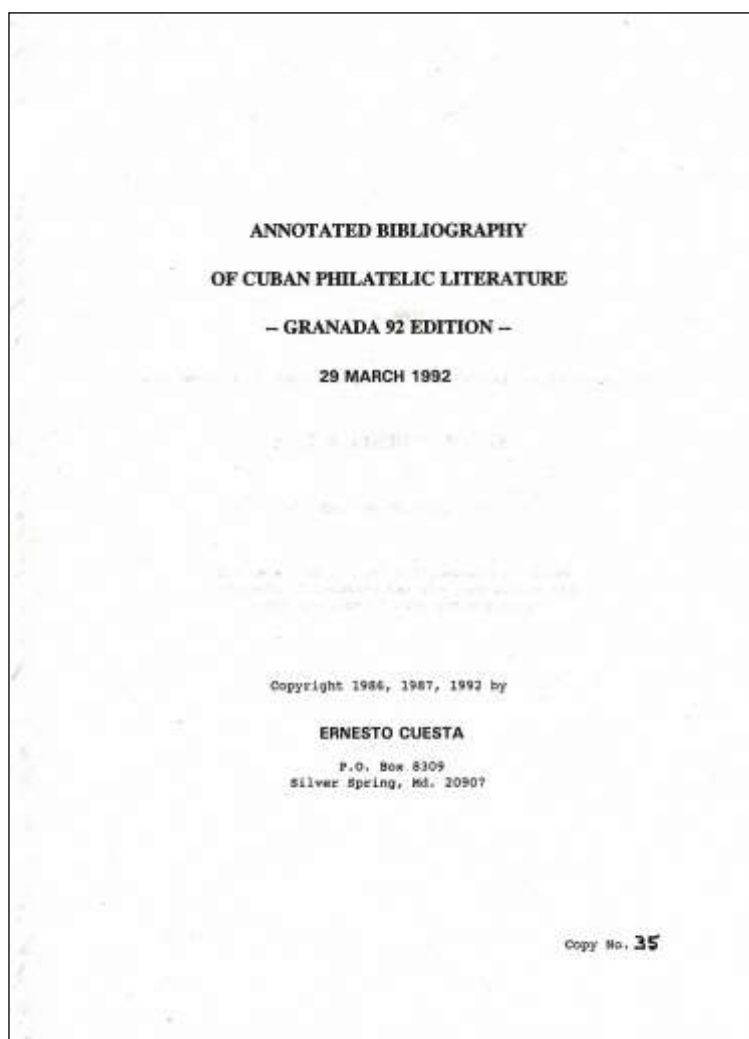 ANNOTATED BIBLIOGRAPHY
OF CUBAN PHILATELIC LITERATURE
-- GRANADA 92 EDITION --
29 MARCH 1992
Copyright 1986, 1987, 1992 by
ERNESTO CUESTA
P.O. Box 8309
Silver Spring, Md. 20907
Copy No. 35